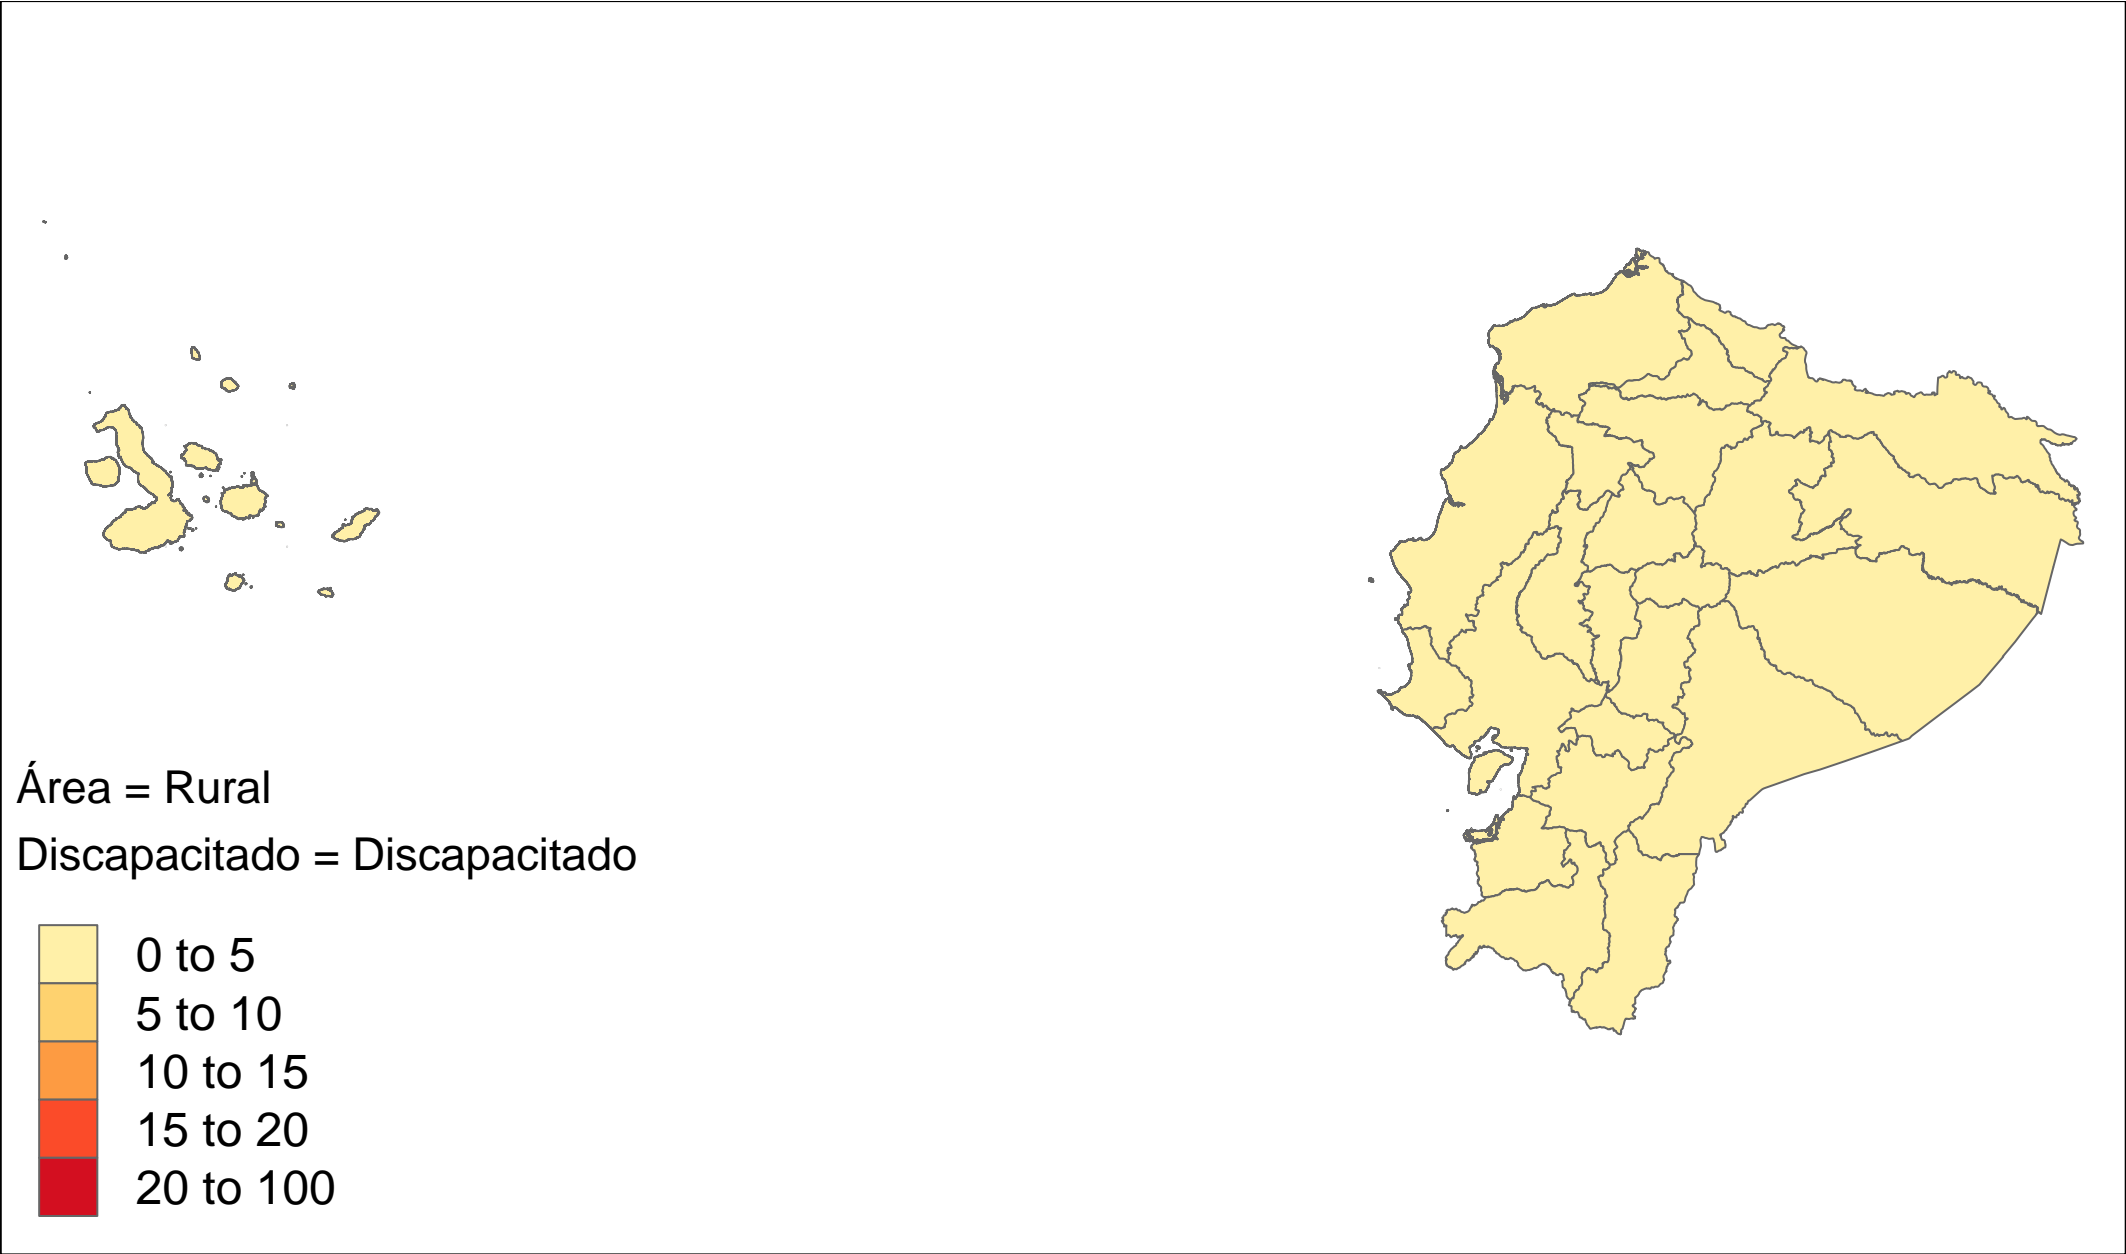 Área = Rural
Discapacitado = Discapacitado
0 to 5
5 to 10
10 to 15
15 to 20
20 to 100